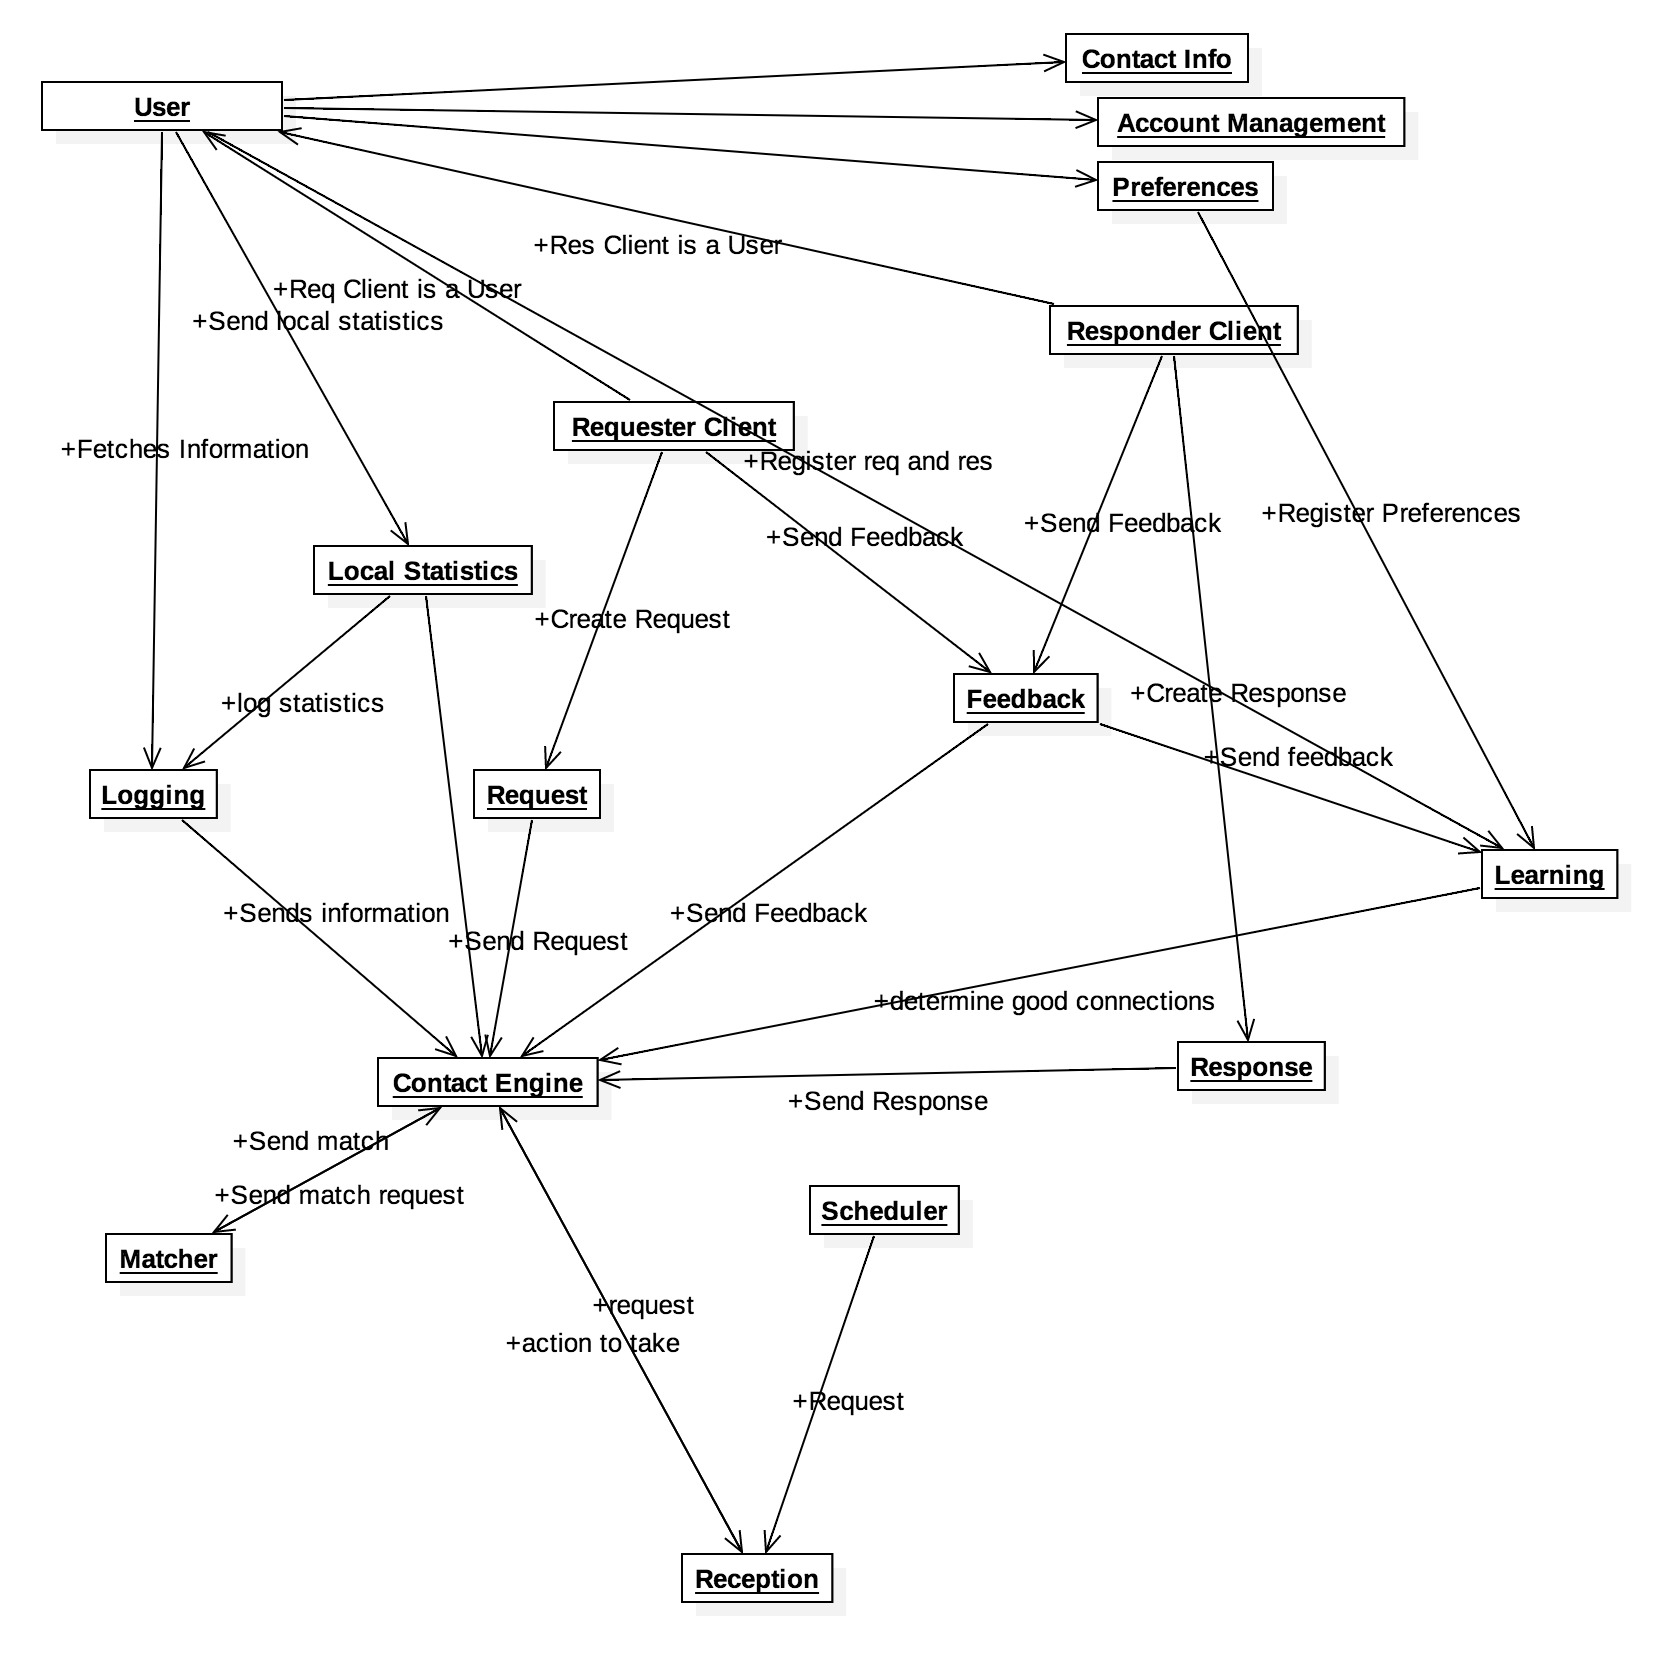 Contact Info
User
Account Management
Preferences
+Res Client is a User
+Req Client is a User
+Send local statistics
Responder Client
Requester Client
+Fetches Information
+Register req and res
+Send Feedback
+Send Feedback
+Register Preferences
Local Statistics
+Create Request
+log statistics
Feedback
+Create Response
+Send feedback
Logging
Request
Learning
+Sends information
+Send Request
+Send Feedback
+determine good connections
Contact Engine
Response
+Send Response
+Send match
+Send match request
Scheduler
Matcher
+request
+action to take
+Request
Reception